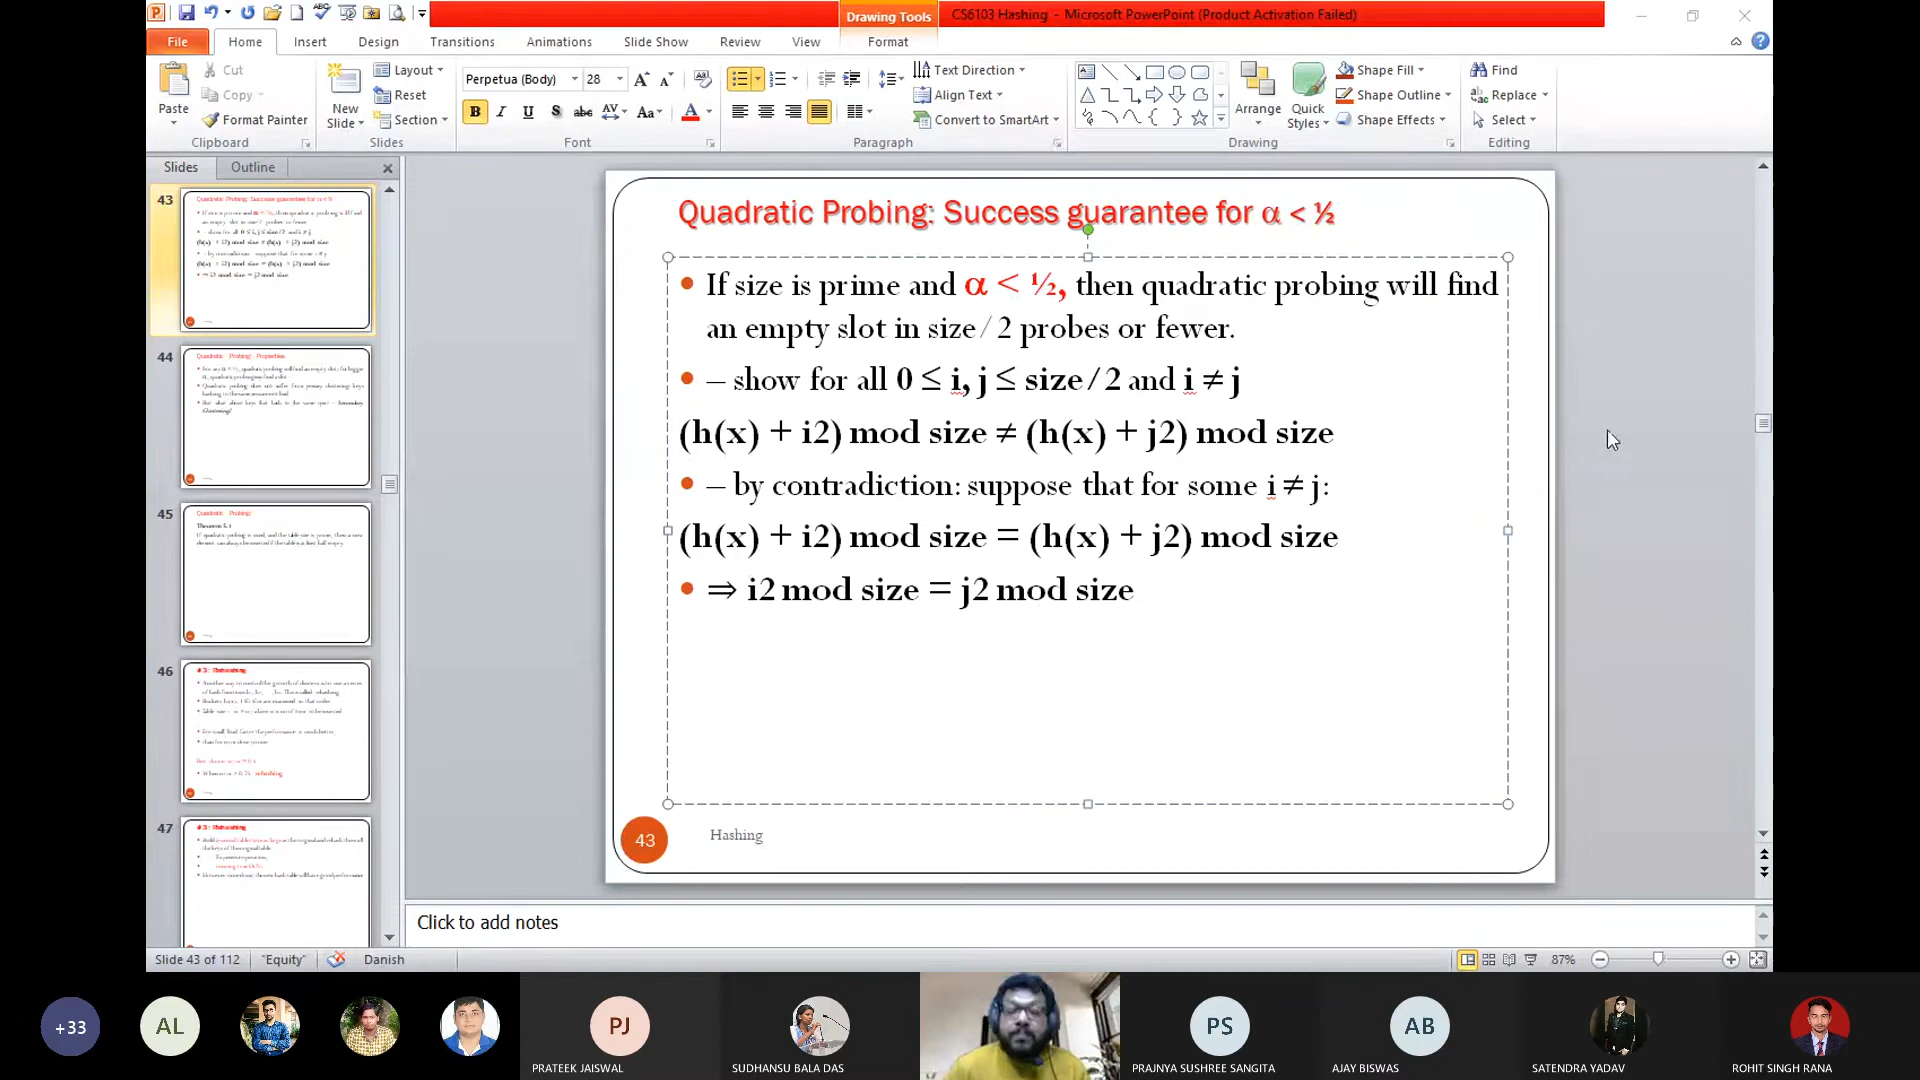 CS6103 Hashing - Microsoft PowerPoint (Product Activation Failed)
Drawing Tools
File Home Insert Design Transitions Animations Slide Show Review View Format
Paste
Cut
Copy
Format Painter
Clipboard
New Slide
Layout
Reset
Section
Slides
Perpetua (Body) 28
Font
Text Direction
Align Text
Convert to SmartArt
Paragraph
Arrange
Quick Styles
Shape Fill
Shape Outline
Shape Effects
Drawing
Find
Replace
Select
Editing
Slides Outline
43
44
45
46
47
Quadratic Probing: Success guarantee for α < ½
• If size is prime and α < ½, then quadratic probing will find
an empty slot in size/2 probes or fewer.
• – show for all 0 ≤ i, j ≤ size/2 and i ≠ j
(h(x) + i2) mod size ≠ (h(x) + j2) mod size
• – by contradiction: suppose that for some i ≠ j:
(h(x) + i2) mod size = (h(x) + j2) mod size
• ⇒ i2 mod size = j2 mod size
43 Hashing
Click to add notes
Slide 43 of 112 "Equity" Danish 87%
+33 AL PJ PS AB
PRATEEK JAISWAL SUDHANSU BALA DAS PRAJNYA SUSHREE SANGITA AJAY BISWAS SATENDRA YADAV ROHIT SINGH RANA